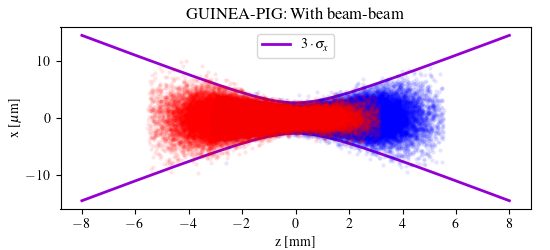 GUINEA-PIG: With beam-beam
3 · σₓ
x [μm]
10
0
−10
−8 −6 −4 −2 0 2 4 6 8
z [mm]